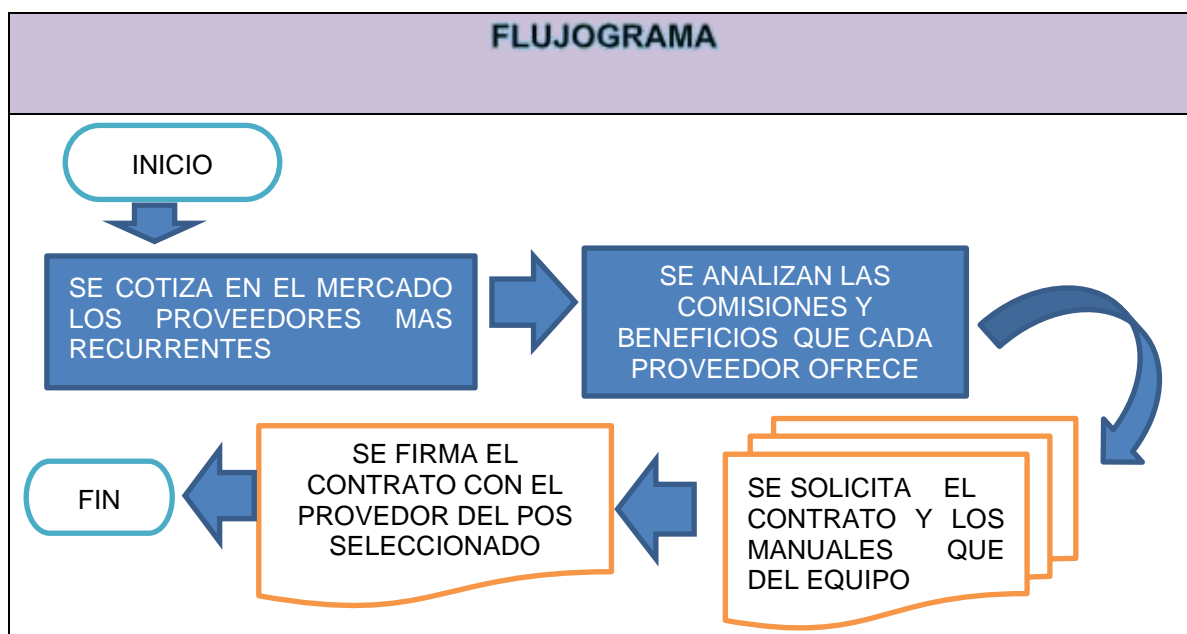 FLUJOGRAMA
INICIO
SE COTIZA EN EL MERCADO
LOS PROVEEDORES MAS
RECURRENTES
SE ANALIZAN LAS
COMISIONES Y
BENEFICIOS QUE CADA
PROVEEDOR OFRECE
SE SOLICITA EL
CONTRATO Y LOS
MANUALES QUE
DEL EQUIPO
SE FIRMA EL
CONTRATO CON EL
PROVEDOR DEL POS
SELECCIONADO
FIN